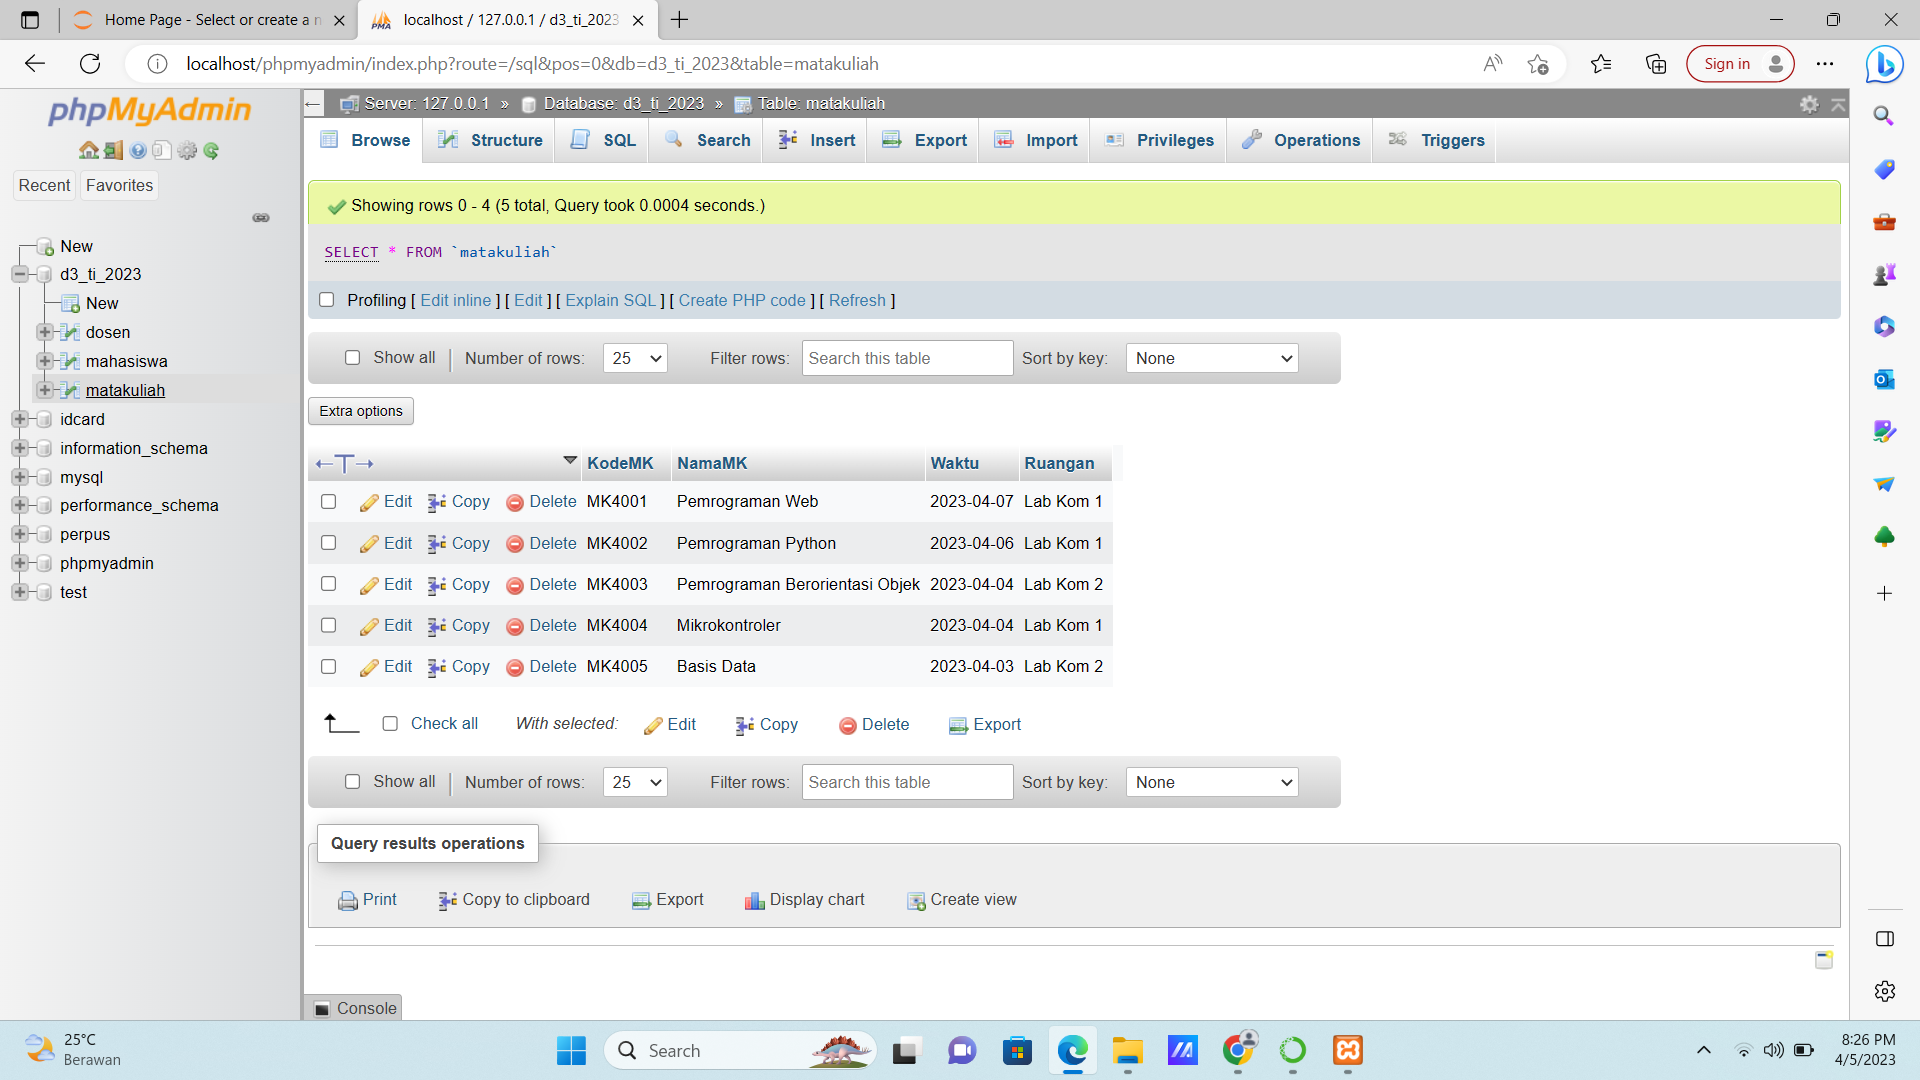 Home Page - Select or create a n
localhost / 127.0.0.1 / d3_ti_2023
localhost/phpmyadmin/index.php?route=/sql&pos=0&db=d3_ti_2023&table=matakuliah
Sign in
phpMyAdmin
Recent Favorites
New
d3_ti_2023
New
dosen
mahasiswa
matakuliah
idcard
information_schema
mysql
performance_schema
perpus
phpmyadmin
test
Server: 127.0.0.1 » Database: d3_ti_2023 » Table: matakuliah
Browse Structure SQL Search Insert Export Import Privileges Operations Triggers
Showing rows 0 - 4 (5 total, Query took 0.0004 seconds.)
SELECT * FROM `matakuliah`
Profiling [ Edit inline ] [ Edit ] [ Explain SQL ] [ Create PHP code ] [ Refresh ]
Show all Number of rows: 25 Filter rows: Search this table Sort by key: None
Extra options
←T→ KodeMK NamaMK Waktu Ruangan
Edit Copy Delete MK4001 Pemrograman Web 2023-04-07 Lab Kom 1
Edit Copy Delete MK4002 Pemrograman Python 2023-04-06 Lab Kom 1
Edit Copy Delete MK4003 Pemrograman Berorientasi Objek 2023-04-04 Lab Kom 2
Edit Copy Delete MK4004 Mikrokontroler 2023-04-04 Lab Kom 1
Edit Copy Delete MK4005 Basis Data 2023-04-03 Lab Kom 2
Check all With selected: Edit Copy Delete Export
Show all Number of rows: 25 Filter rows: Search this table Sort by key: None
Query results operations
Print Copy to clipboard Export Display chart Create view
Console
25°C
Berawan
Search
8:26 PM
4/5/2023